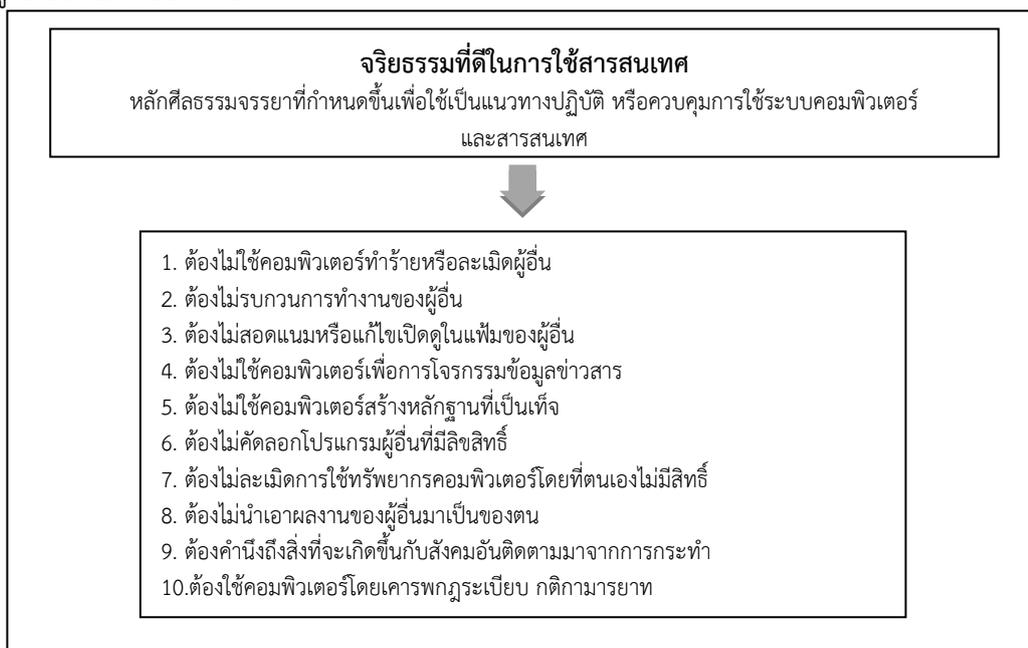 จริยธรรมที่ดีในการใช้สารสนเทศ
หลักศีลธรรมจรรยาที่กำหนดขึ้นเพื่อใช้เป็นแนวทางปฏิบัติ หรือควบคุมการใช้ระบบคอมพิวเตอร์
และสารสนเทศ
1. ต้องไม่ใช้คอมพิวเตอร์ทำร้ายหรือละเมิดผู้อื่น
2. ต้องไม่รบกวนการทำงานของผู้อื่น
3. ต้องไม่สอดแนมหรือแก้ไขเปิดดูในแฟ้มของผู้อื่น
4. ต้องไม่ใช้คอมพิวเตอร์เพื่อการโจรกรรมข้อมูลข่าวสาร
5. ต้องไม่ใช้คอมพิวเตอร์สร้างหลักฐานที่เป็นเท็จ
6. ต้องไม่คัดลอกโปรแกรมผู้อื่นที่มีลิขสิทธิ์
7. ต้องไม่ละเมิดการใช้ทรัพยากรคอมพิวเตอร์โดยที่ตนเองไม่มีสิทธิ์
8. ต้องไม่นำเอาผลงานของผู้อื่นมาเป็นของตน
9. ต้องคำนึงถึงสิ่งที่จะเกิดขึ้นกับสังคมอันติดตามมาจากการกระทำ
10.ต้องใช้คอมพิวเตอร์โดยเคารพกฎระเบียบ กติกามารยาท